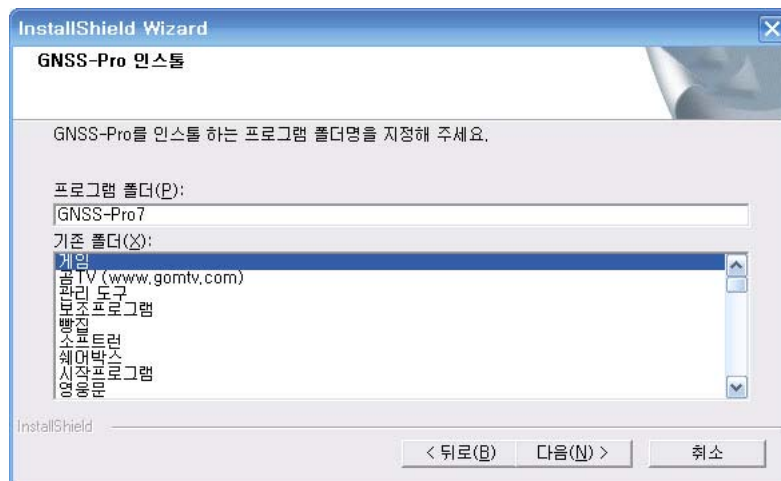 InstallShield Wizard
GNSS-Pro 인스톨
GNSS-Pro를 인스톨 하는 프로그램 폴더명을 지정해 주세요.
프로그램 폴더(P):
GNSS-Pro7
기존 폴더(X):
게임
곰TV (www.gomtv.com)
관리 도구
보조프로그램
빵집
소프트런
쉐어박스
시작프로그램
영웅문
InstallShield
< 뒤로(B) 다음(N) > 취소